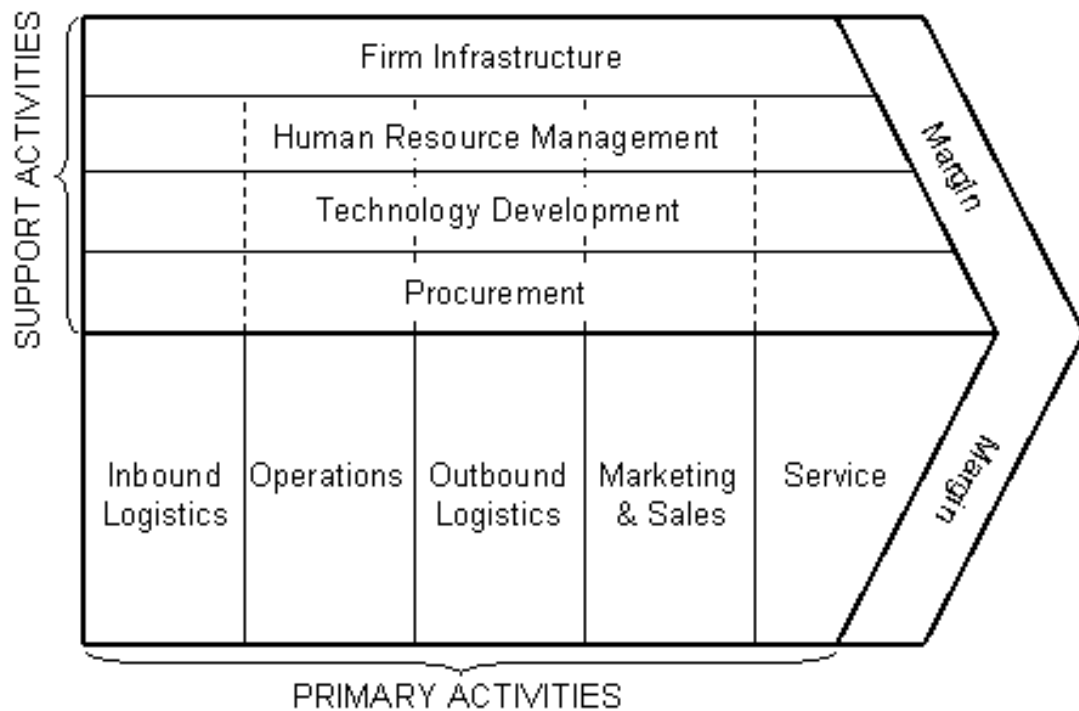 SUPPORT ACTIVITIES
Firm Infrastructure
Human Resource Management
Technology Development
Procurement
Margin
Inbound
Logistics
Operations
Outbound
Logistics
Marketing
& Sales
Service
Margin
PRIMARY ACTIVITIES